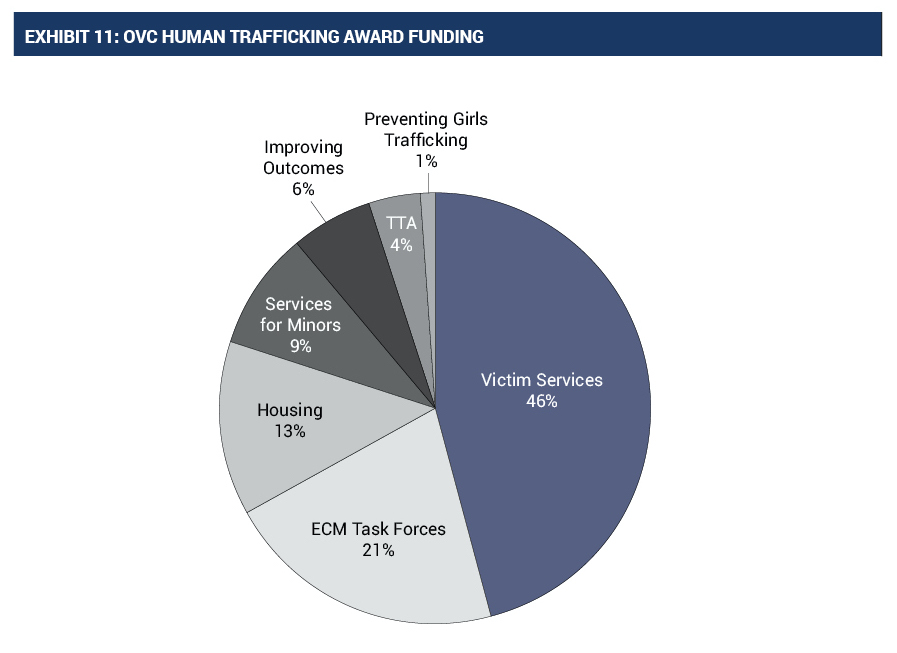 EXHIBIT 11: OVC HUMAN TRAFFICKING AWARD FUNDING
Preventing Girls
Trafficking
1%
Improving
Outcomes
6%
TTA
4%
Services
for Minors
9%
Victim Services
46%
Housing
13%
ECM Task Forces
21%